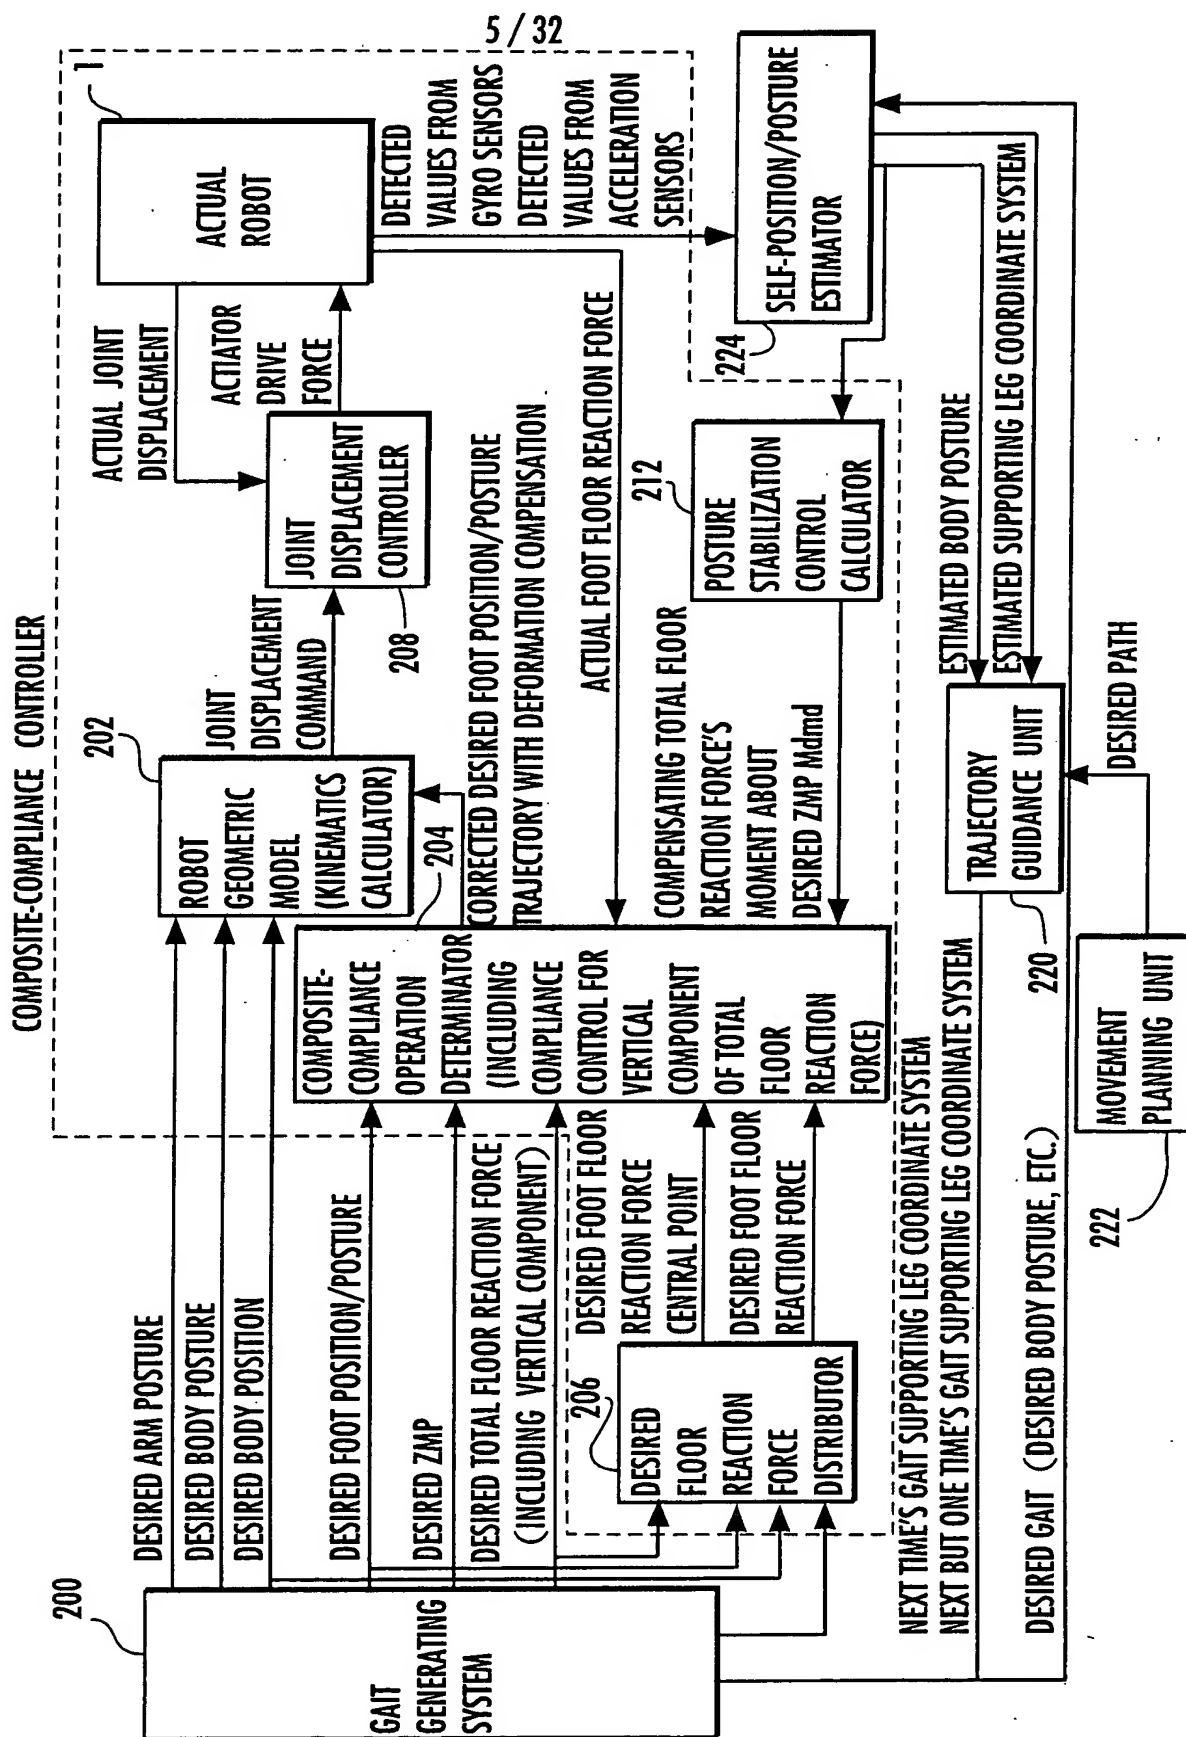 5 / 32
COMPOSITE-COMPLIANCE CONTROLLER
200
GAIT
GENERATING
SYSTEM
DESIRED ARM POSTURE
DESIRED BODY POSTURE
DESIRED BODY POSITION
DESIRED FOOT POSITION/POSTURE
DESIRED ZMP
DESIRED TOTAL FLOOR REACTION FORCE
(INCLUDING VERTICAL COMPONENT)
202
ROBOT
GEOMETRIC
MODEL
(KINEMATICS
CALCULATOR)
JOINT
DISPLACEMENT
COMMAND
JOINT
DISPLACEMENT
CONTROLLER
208
ACTUAL JOINT
DISPLACEMENT
ACTIATOR
DRIVE
FORCE
1
ACTUAL
ROBOT
DETECTED
VALUES FROM
GYRO SENSORS
DETECTED
VALUES FROM
ACCELERATION
SENSORS
204
COMPOSITE-
COMPLIANCE
OPERATION
DETERMINATOR
(INCLUDING
COMPLIANCE
CONTROL FOR
VERTICAL
COMPONENT
OF TOTAL
FLOOR
REACTION
FORCE)
CORRECTED DESIRED FOOT POSITION/POSTURE
TRAJECTORY WITH DEFORMATION COMPENSATION
ACTUAL FOOT FLOOR REACTION FORCE
206
DESIRED
FLOOR
REACTION
FORCE
DISTRIBUTOR
DESIRED FOOT FLOOR
REACTION FORCE
CENTRAL POINT
DESIRED FOOT FLOOR
REACTION FORCE
COMPENSATING TOTAL FLOOR
REACTION FORCE'S
MOMENT ABOUT
DESIRED ZMP Mdmd
212
POSTURE
STABILIZATION
CONTROL
CALCULATOR
224
SELF-POSITION/POSTURE
ESTIMATOR
NEXT TIME'S GAIT SUPPORTING LEG COORDINATE SYSTEM
NEXT BUT ONE TIME'S GAIT SUPPORTING LEG COORDINATE SYSTEM
TRAJECTORY
GUIDANCE UNIT
220
ESTIMATED BODY POSTURE
ESTIMATED SUPPORTING LEG COORDINATE SYSTEM
DESIRED GAIT (DESIRED BODY POSTURE, ETC.)
DESIRED PATH
MOVEMENT
PLANNING UNIT
222